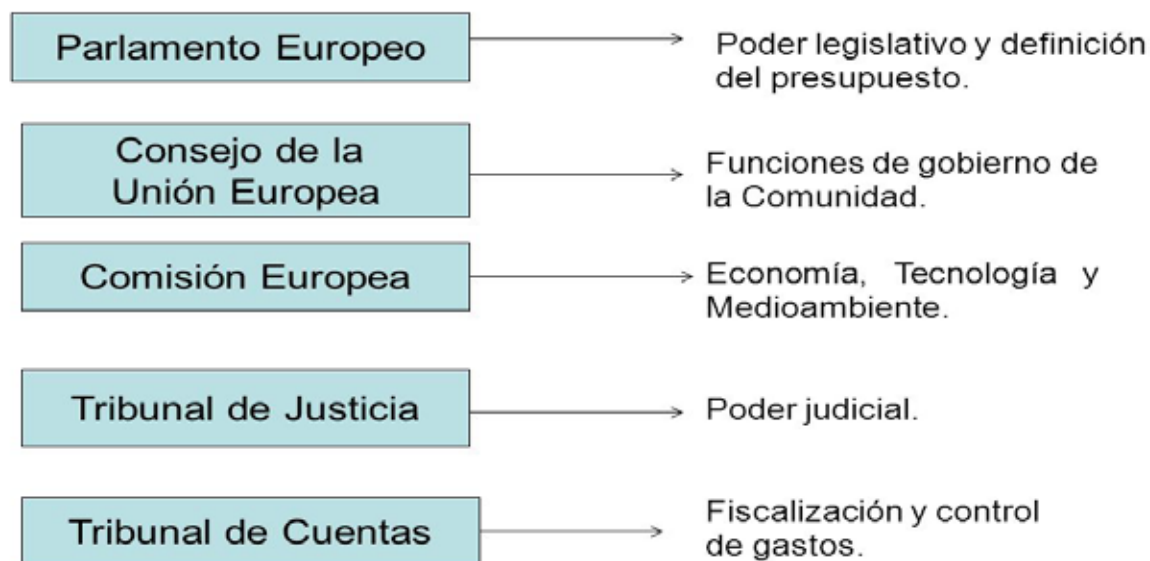 Parlamento Europeo
Poder legislativo y definición
del presupuesto.
Consejo de la
Unión Europea
Funciones de gobierno de
la Comunidad.
Comisión Europea
Economía, Tecnología y
Medioambiente.
Tribunal de Justicia
Poder judicial.
Tribunal de Cuentas
Fiscalización y control
de gastos.